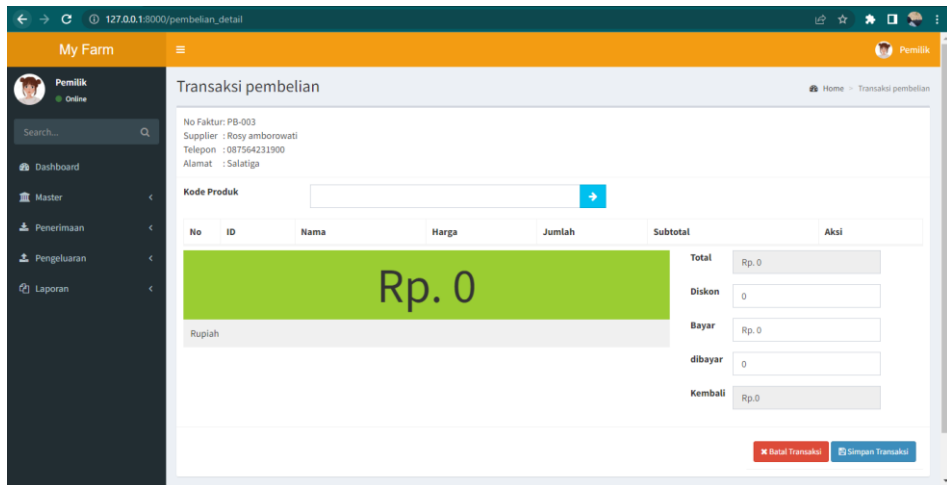 127.0.0.1:8000/pembelian_detail
My Farm
Pemilik
Pemilik
Online
Search...
Dashboard
Master
Penerimaan
Pengeluaran
Laporan
Transaksi pembelian
Home > Transaksi pembelian
No Faktur: PB-003
Supplier : Rosy amborowati
Telepon : 087564231900
Alamat : Salatiga
Kode Produk
No ID Nama Harga Jumlah Subtotal Aksi
Rp. 0
Rupiah
Total Rp. 0
Diskon 0
Bayar Rp. 0
dibayar 0
Kembali Rp.0
Batal Transaksi Simpan Transaksi